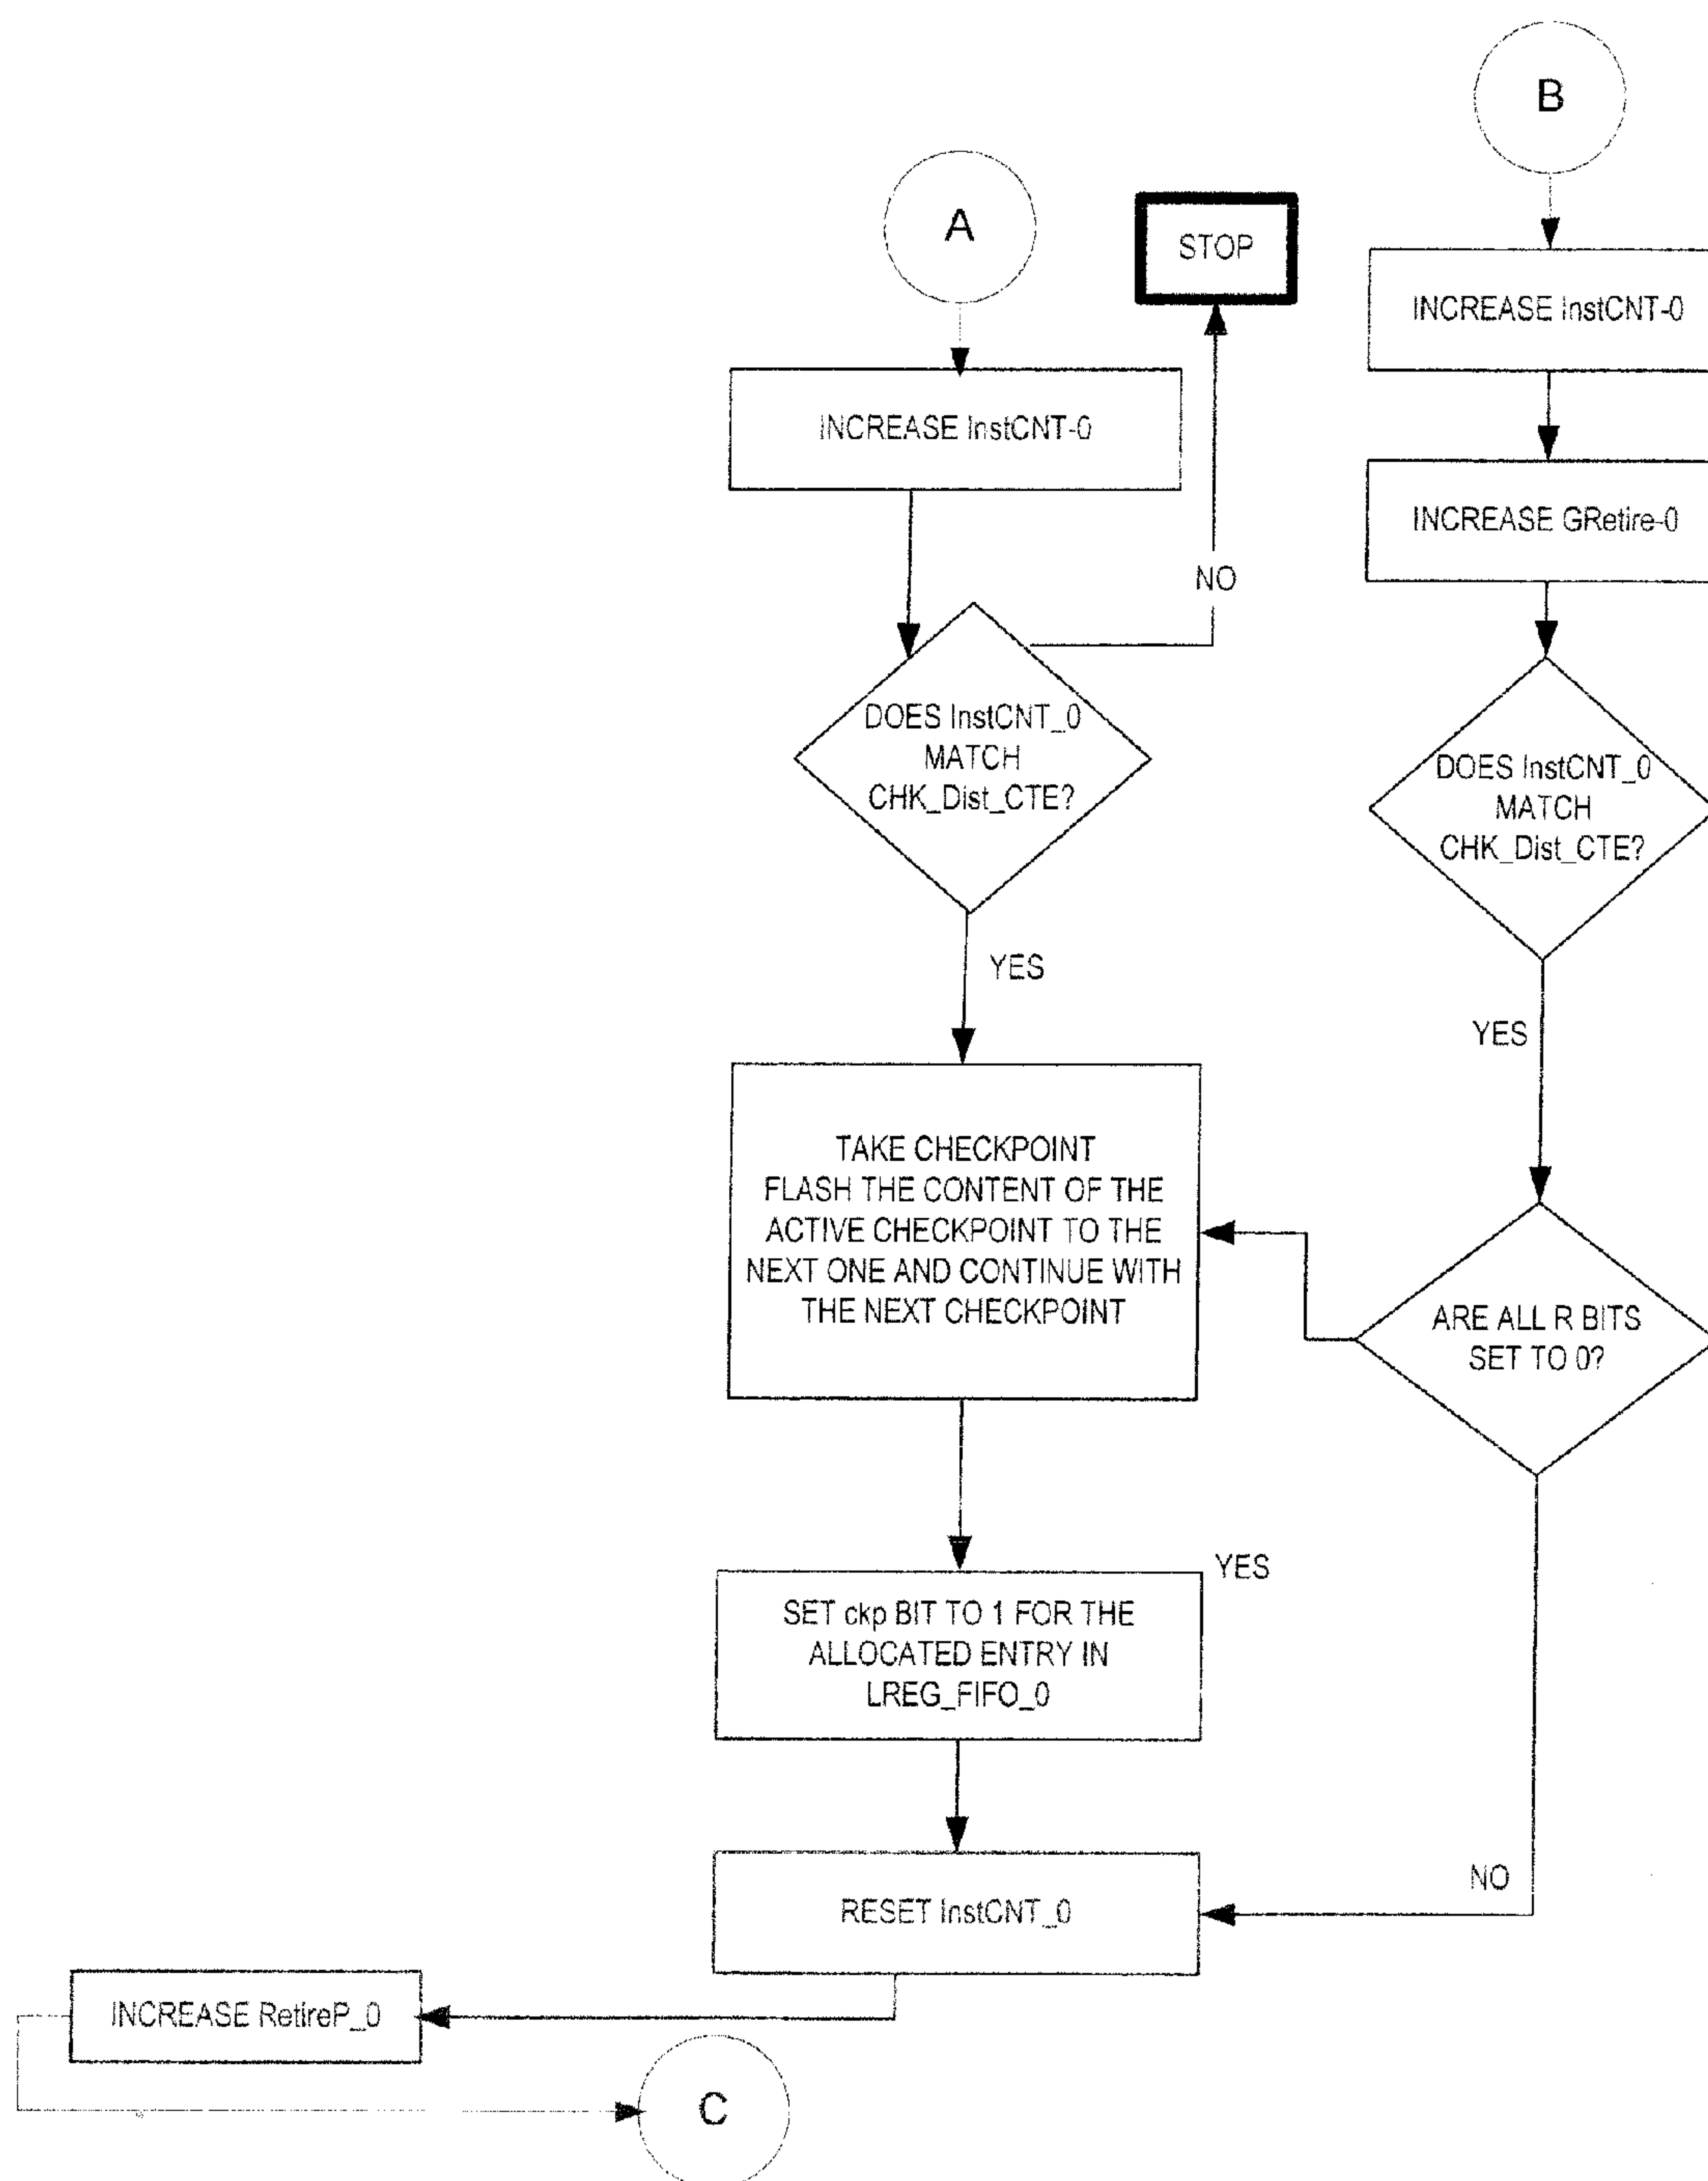 B
A
STOP
INCREASE InstCNT-0
INCREASE InstCNT-0
INCREASE GRetire-0
NO
DOES InstCNT_0
MATCH
CHK_Dist_CTE?
DOES InstCNT_0
MATCH
CHK_Dist_CTE?
YES
YES
TAKE CHECKPOINT
FLASH THE CONTENT OF THE
ACTIVE CHECKPOINT TO THE
NEXT ONE AND CONTINUE WITH
THE NEXT CHECKPOINT
ARE ALL R BITS
SET TO 0?
YES
SET ckp BIT TO 1 FOR THE
ALLOCATED ENTRY IN
LREG_FIFO_0
NO
RESET InstCNT_0
INCREASE RetireP_0
C